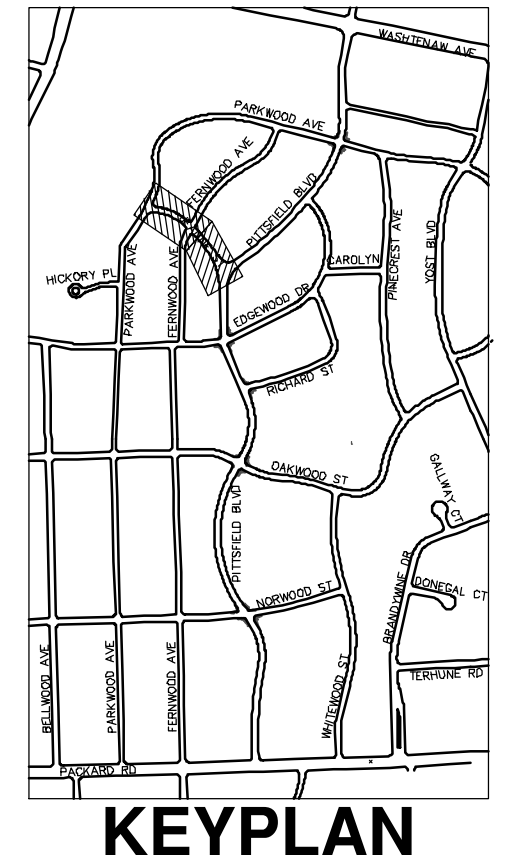 WASHTENAW AVE
PARKWOOD AVE
FERNWOOD AVE
PITTSFIELD BLVD
PINECREST AVE
YOST BLVD
CAROLYN
HICKORY PL
PARKWOOD AVE
FERNWOOD AVE
EDGEWOOD DR
RICHARD ST
OAKWOOD ST
GALLWAY CT
PITTSFIELD BLVD
BRANDYWINE DR
DONEGAL CT
NORWOOD ST
BELLWOOD AVE
PARKWOOD AVE
FERNWOOD AVE
WHITEWOOD ST
TERHUNE RD
PACKARD RD
KEYPLAN